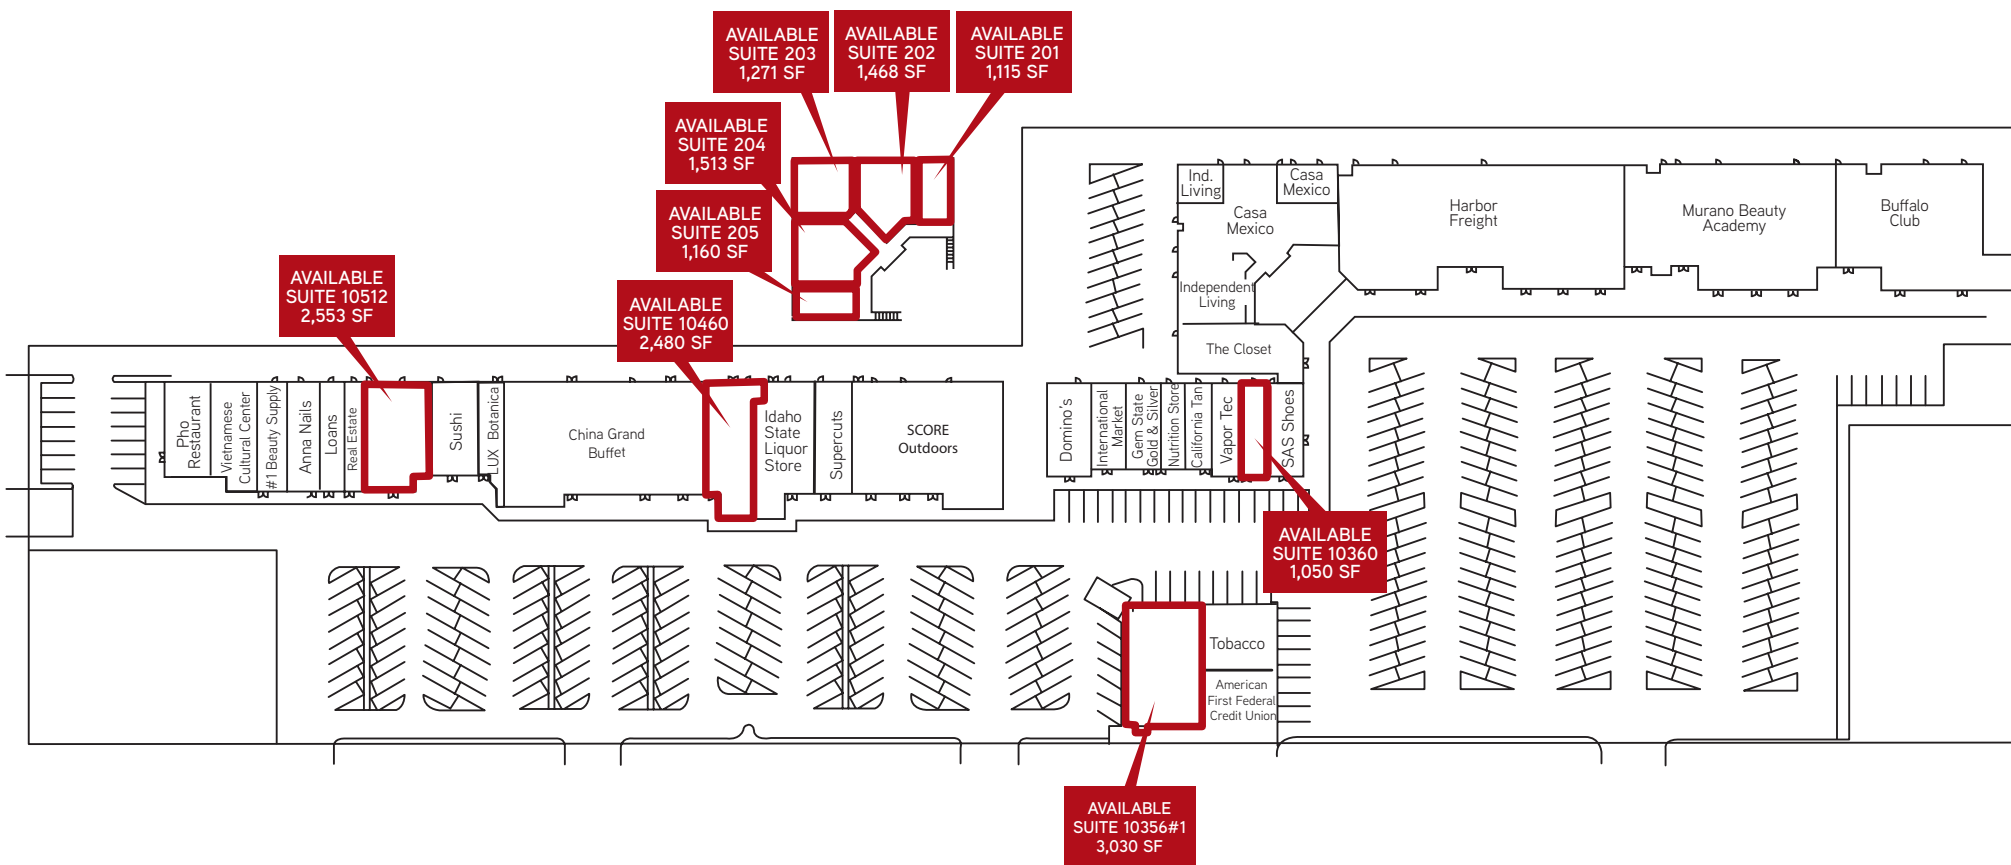 AVAILABLE
SUITE 203
1,271 SF
AVAILABLE
SUITE 202
1,468 SF
AVAILABLE
SUITE 201
1,115 SF
AVAILABLE
SUITE 204
1,513 SF
AVAILABLE
SUITE 205
1,160 SF
AVAILABLE
SUITE 10512
2,553 SF
AVAILABLE
SUITE 10460
2,480 SF
Ind.
Living
Casa
Mexico
Casa
Mexico
Independent
Living
The Closet
Harbor
Freight
Murano Beauty
Academy
Buffalo
Club
Pho
Restaurant
Vietnamese
Cultural Center
#1 Beauty Supply
Anna Nails
Loans
Real Estate
Sushi
LUX Botanica
China Grand
Buffet
Idaho
State
Liquor
Store
Supercuts
SCORE
Outdoors
Domino's
International
Market
Gem State
Gold & Silver
Nutrition Store
California Tan
Vapor Tec
SAS Shoes
AVAILABLE
SUITE 10360
1,050 SF
Tobacco
American
First Federal
Credit Union
AVAILABLE
SUITE 10356#1
3,030 SF